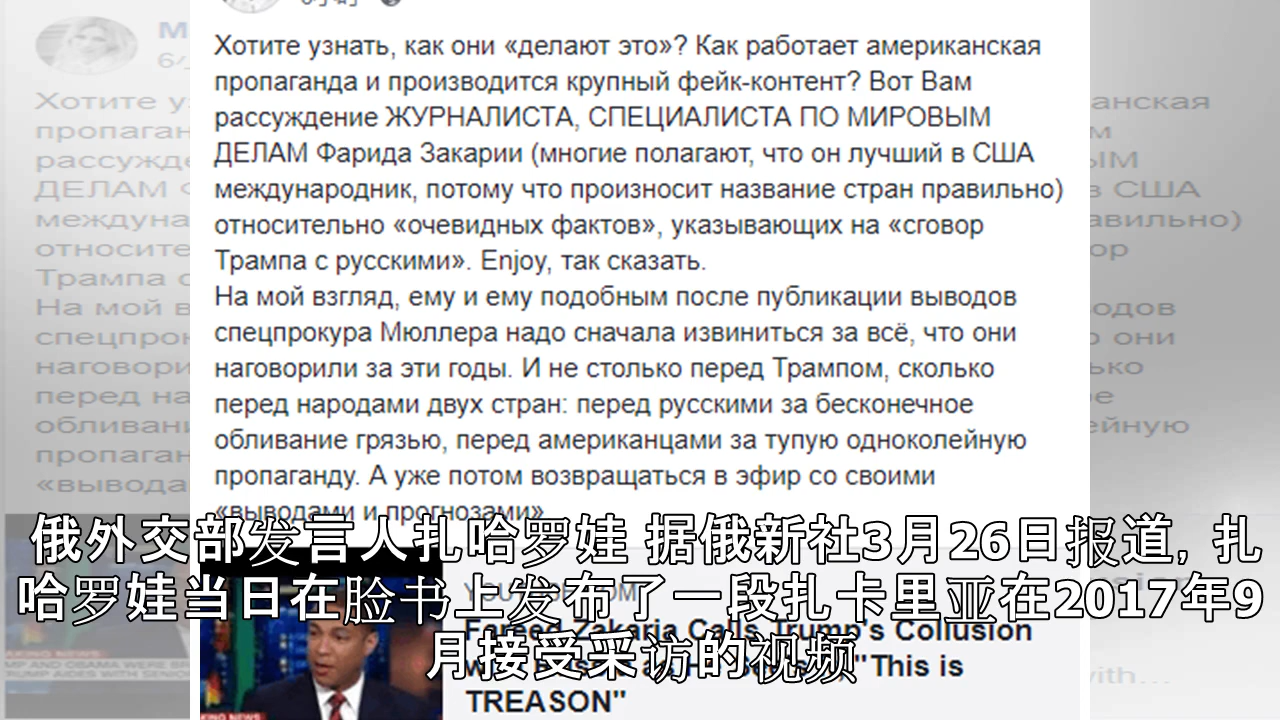 Хотите узнать, как они «делают это»? Как работает американская
пропаганда и производится крупный фейк-контент? Вот Вам
рассуждение ЖУРНАЛИСТА, СПЕЦИАЛИСТА ПО МИРОВЫМ
ДЕЛАМ Фарида Закарии (многие полагают, что он лучший в США
международник, потому что произносит название стран правильно)
относительно «очевидных фактов», указывающих на «сговор
Трампа с русскими». Enjoy, так сказать.
На мой взгляд, ему и ему подобным после публикации выводов
спецпрокура Мюллера надо сначала извиниться за всё, что они
наговорили за эти годы. И не столько перед Трампом, сколько
перед народами двух стран: перед русскими за бесконечное
обливание грязью, перед американцами за тупую одноколейную
пропаганду. А уже потом возвращаться в эфир со своими
«выводами и прогнозами»
俄外交部发言人扎哈罗娃 据俄新社3月26日报道, 扎
哈罗娃当日在脸书上发布了一段扎卡里亚在2017年9
月接受采访的视频
Fareed Zakaria Calls Trump's Collusion
"This is
TREASON"